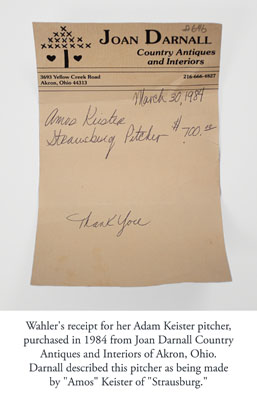 #696
JOAN DARNALL
Country Antiques
and Interiors
3693 Yellow Creek Road
Akron, Ohio 44313
216-666-4827
March 30, 1984
Amos Keister
Strausburg Pitcher $700.00
Thank You
Wahler's receipt for her Adam Keister pitcher,
purchased in 1984 from Joan Darnall Country
Antiques and Interiors of Akron, Ohio.
Darnall described this pitcher as being made
by "Amos" Keister of "Strausburg."